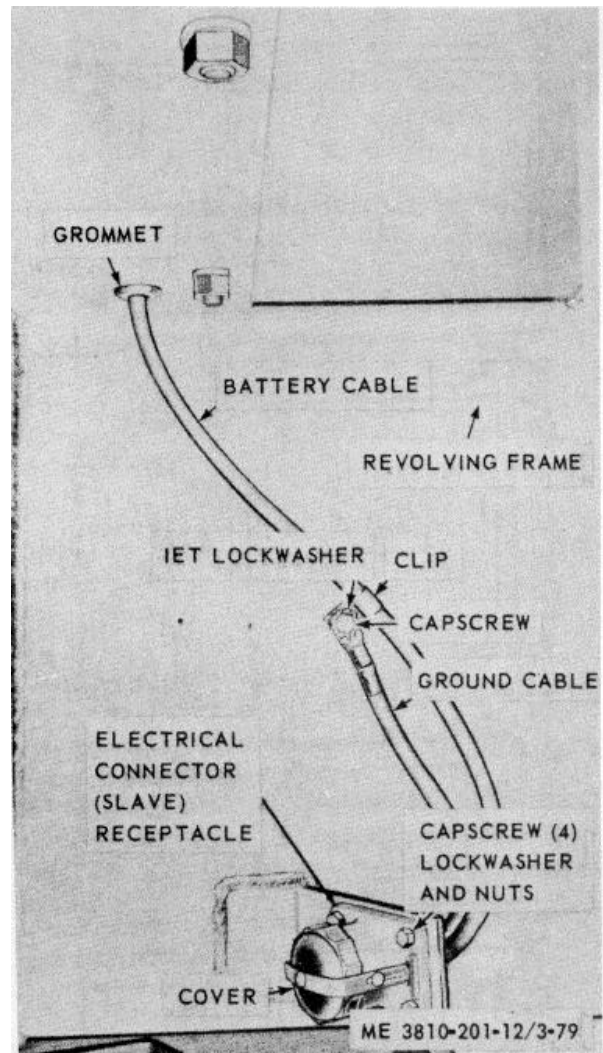 GROMMET
BATTERY CABLE
REVOLVING FRAME
IET LOCKWASHER
CLIP
CAPSCREW
GROUND CABLE
ELECTRICAL
CONNECTOR
(SLAVE)
RECEPTACLE
CAPSCREW (4)
LOCKWASHER
AND NUTS
COVER
ME 3810-201-12/3-79